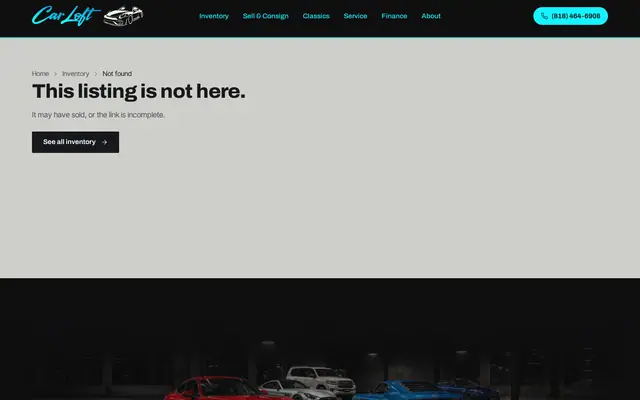 Car Loft
Inventory Sell & Consign Classics Service Finance About
(818) 464-6908
Home > Inventory > Not found
This listing is not here.
It may have sold, or the link is incomplete.
See all inventory →